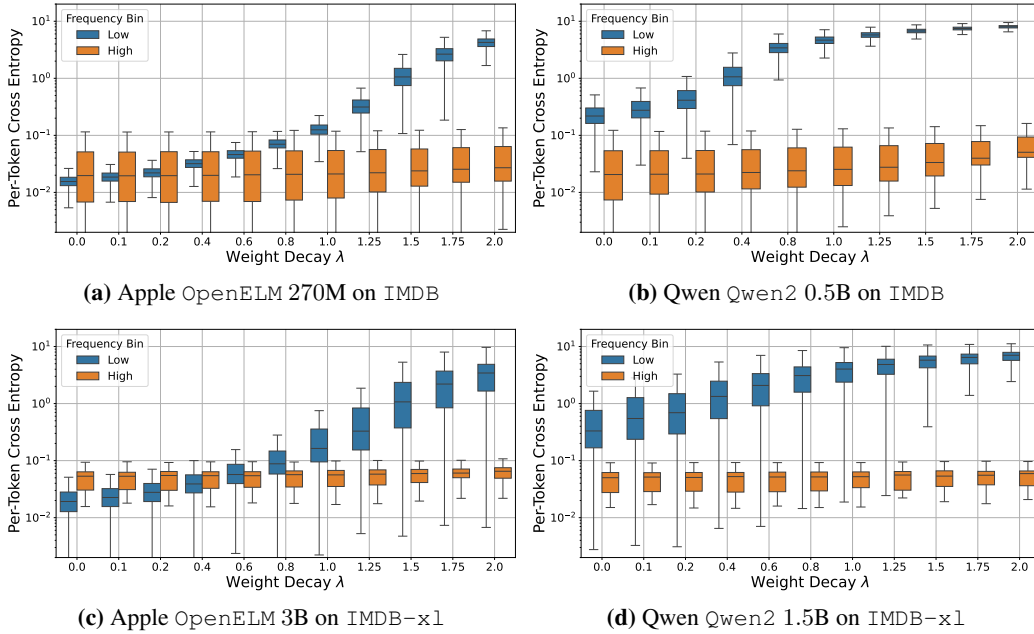 Frequency Bin
Low
High
Per-Token Cross Entropy
10^1
10^0
10^-1
10^-2
0.0 0.1 0.2 0.4 0.6 0.8 1.0 1.25 1.5 1.75 2.0
Weight Decay λ
(a) Apple OpenELM 270M on IMDB
Frequency Bin
Low
High
Per-Token Cross Entropy
10^1
10^0
10^-1
10^-2
0.0 0.1 0.2 0.4 0.8 1.0 1.25 1.5 1.75 2.0
Weight Decay λ
(b) Qwen Qwen2 0.5B on IMDB
Frequency Bin
Low
High
Per-Token Cross Entropy
10^1
10^0
10^-1
10^-2
0.0 0.1 0.2 0.4 0.6 0.8 1.0 1.25 1.5 1.75 2.0
Weight Decay λ
(c) Apple OpenELM 3B on IMDB-xl
Frequency Bin
Low
High
Per-Token Cross Entropy
10^1
10^0
10^-1
10^-2
0.0 0.1 0.2 0.4 0.6 0.8 1.0 1.25 1.5 1.75 2.0
Weight Decay λ
(d) Qwen Qwen2 1.5B on IMDB-xl